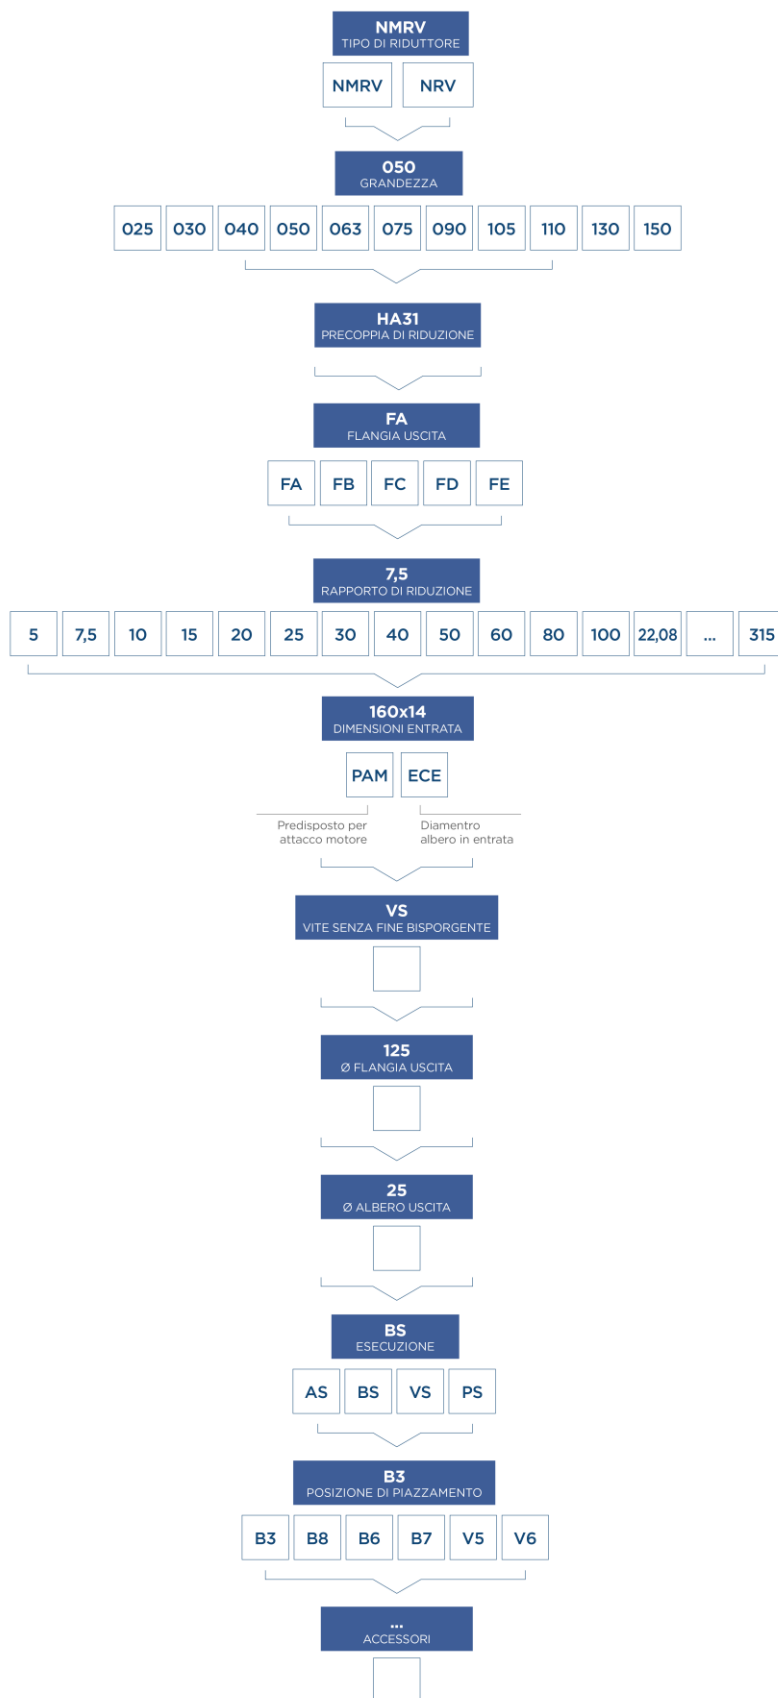 NMRV
TIPO DI RIDUTTORE
NMRV NRV
050
GRANDEZZA
025 030 040 050 063 075 090 105 110 130 150
HA31
PRECOPPIA DI RIDUZIONE
FA
FLANGIA USCITA
FA FB FC FD FE
7,5
RAPPORTO DI RIDUZIONE
5 7,5 10 15 20 25 30 40 50 60 80 100 22,08 ... 315
160x14
DIMENSIONI ENTRATA
PAM ECE
Predisposto per
attacco motore
Diamentro
albero in entrata
VS
VITE SENZA FINE BISPORGENTE
125
Ø FLANGIA USCITA
25
Ø ALBERO USCITA
BS
ESECUZIONE
AS BS VS PS
B3
POSIZIONE DI PIAZZAMENTO
B3 B8 B6 B7 V5 V6
...
ACCESSORI